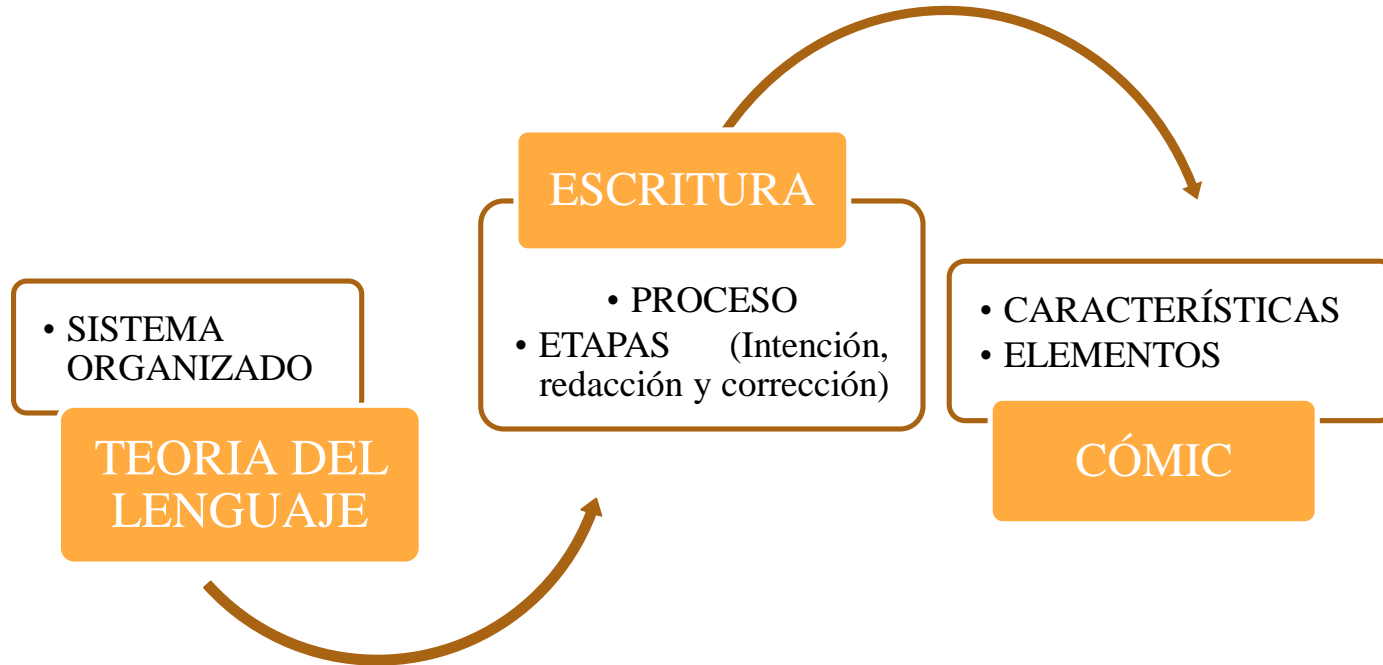 • SISTEMA
ORGANIZADO
TEORIA DEL
LENGUAJE
ESCRITURA
• PROCESO
• ETAPAS (Intención,
redacción y corrección)
• CARACTERÍSTICAS
• ELEMENTOS
CÓMIC